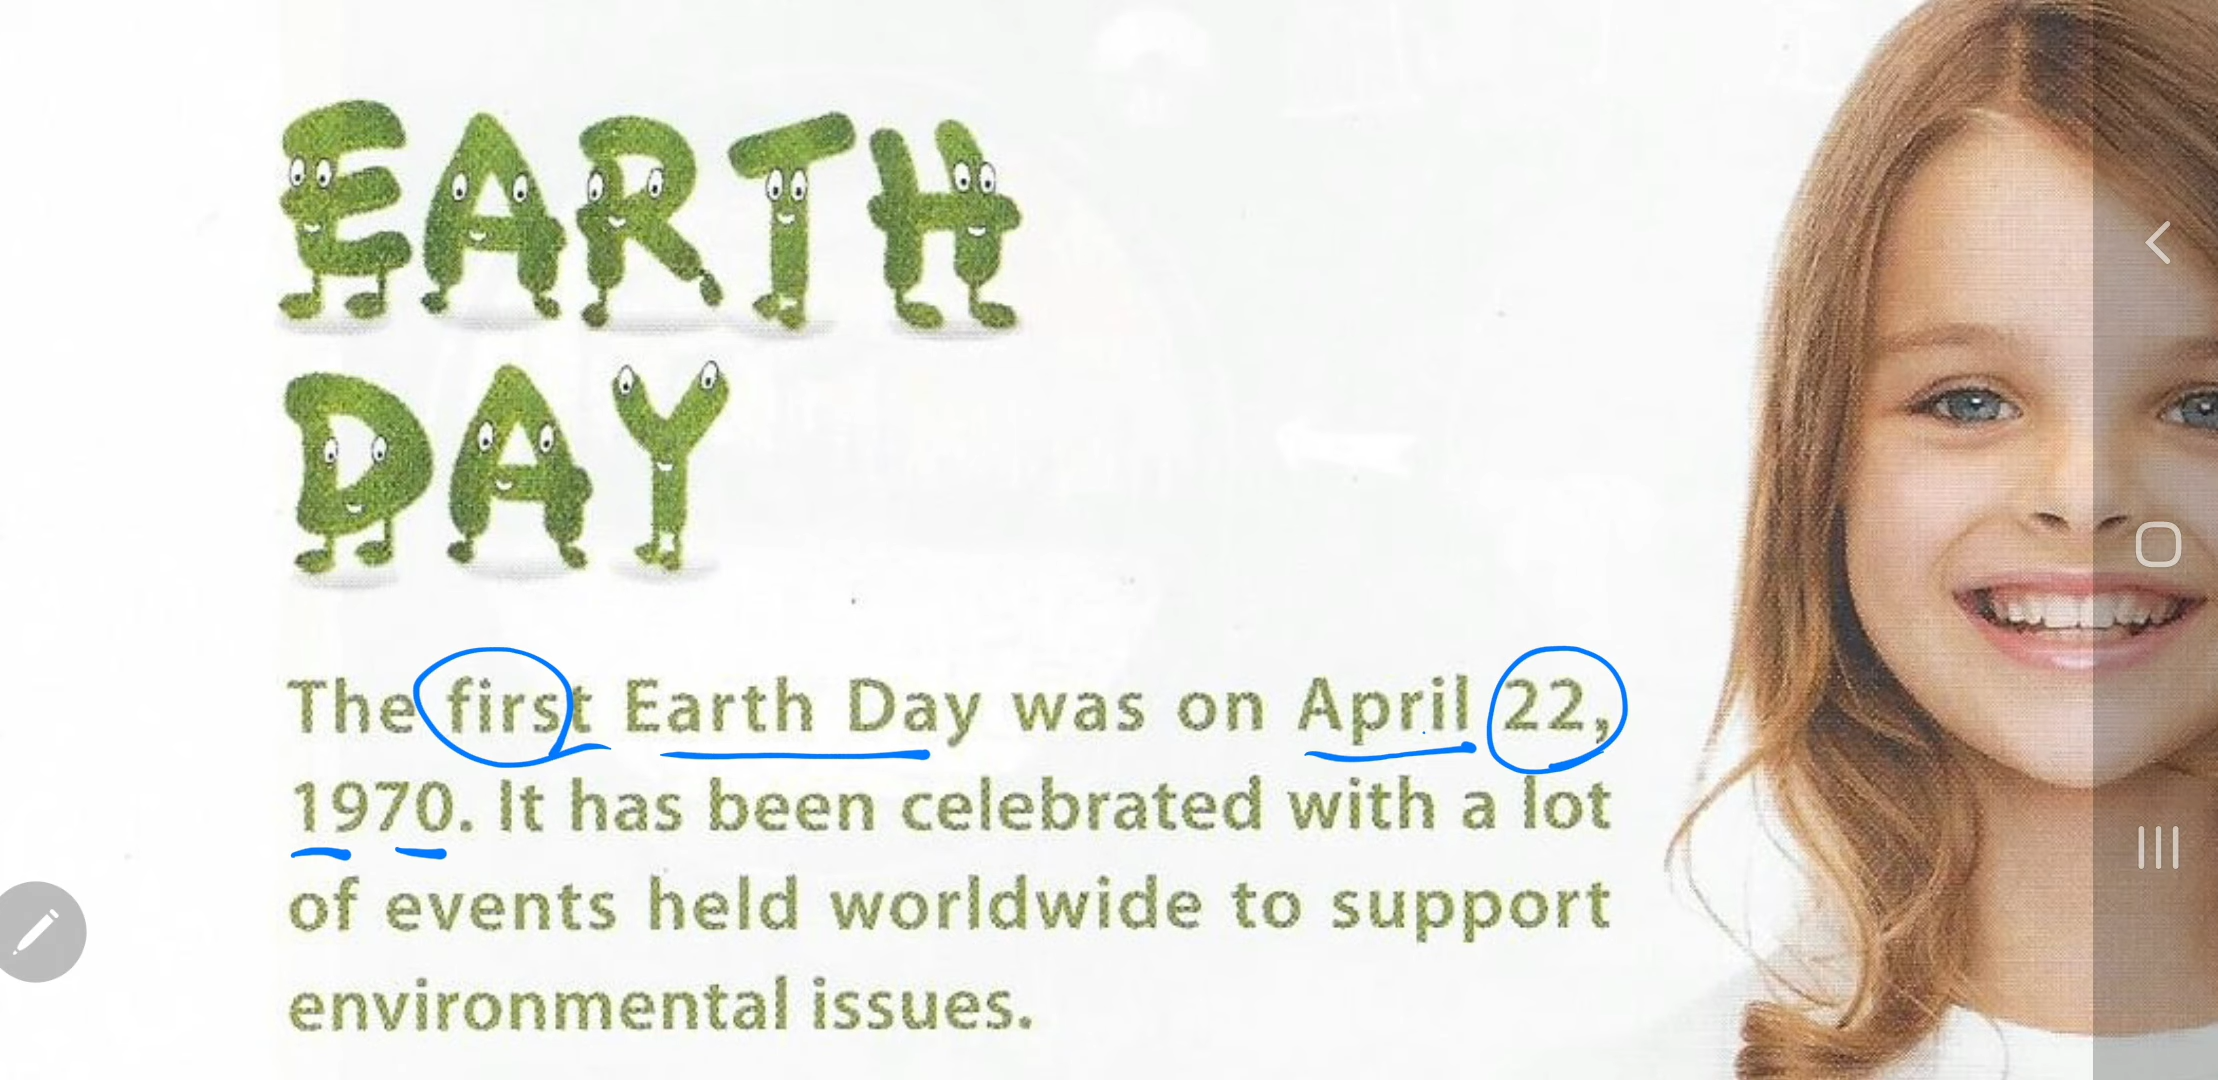 EARTH
DAY
The first Earth Day was on April 22,
1970. It has been celebrated with a lot
of events held worldwide to support
environmental issues.